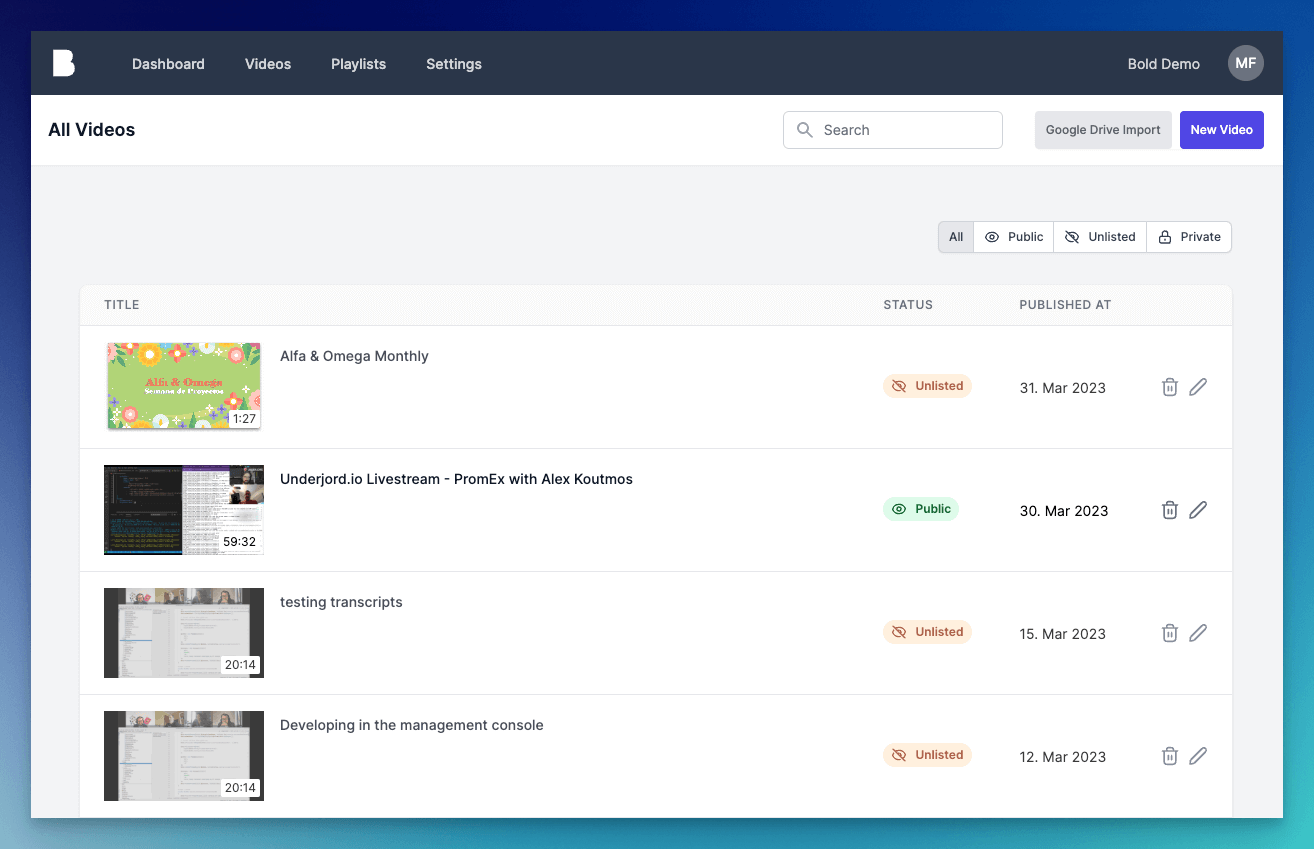 B
Dashboard Videos Playlists Settings Bold Demo MF
All Videos Search Google Drive Import New Video
All Public Unlisted Private
TITLE STATUS PUBLISHED AT
Alfa & Omega Monthly
Alfa & Omega
Semana de Proyectos
1:27
Unlisted 31. Mar 2023
Underjord.io Livestream - PromEx with Alex Koutmos
59:32
Public 30. Mar 2023
testing transcripts
20:14
Unlisted 15. Mar 2023
Developing in the management console
20:14
Unlisted 12. Mar 2023